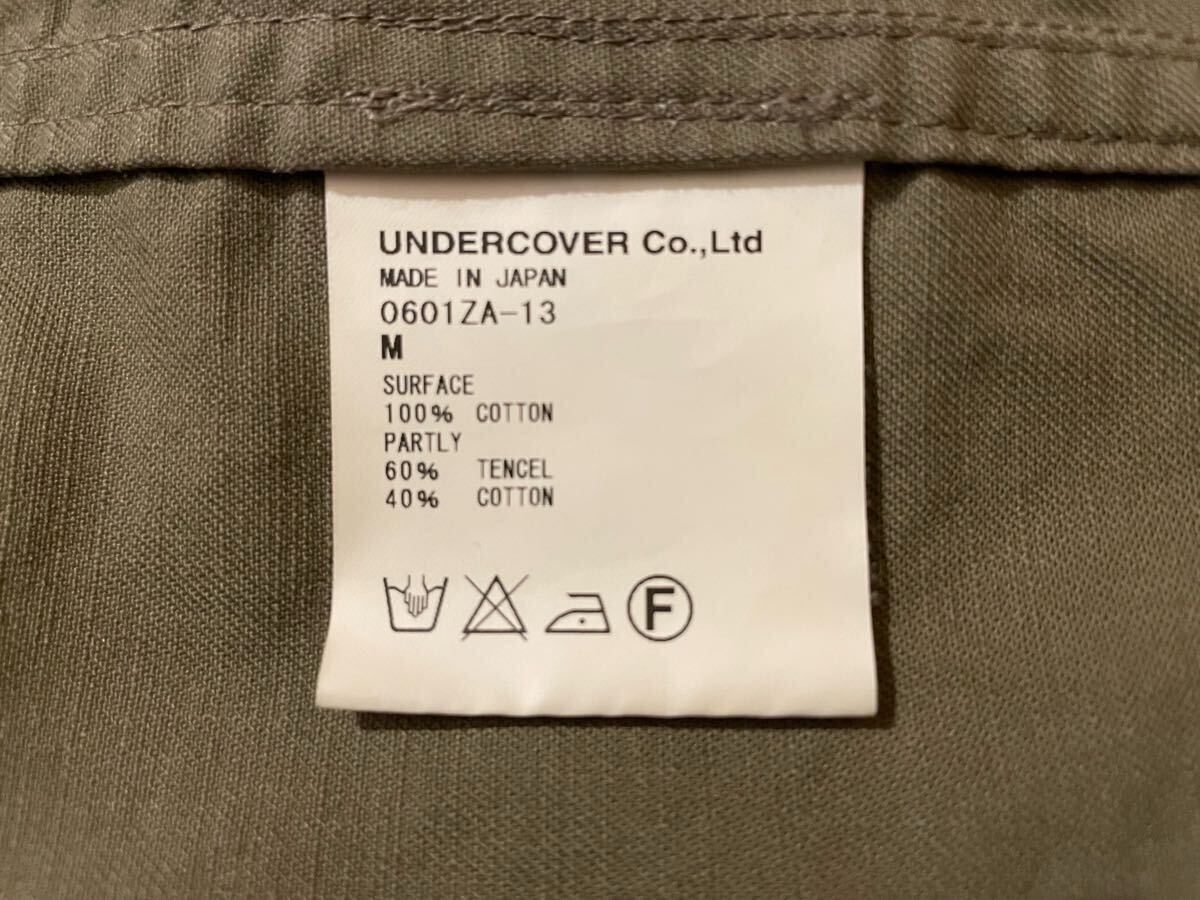 UNDERCOVER Co.,Ltd
MADE IN JAPAN
0601ZA-13
M
SURFACE
100% COTTON
PARTLY
60% TENCEL
40% COTTON
F